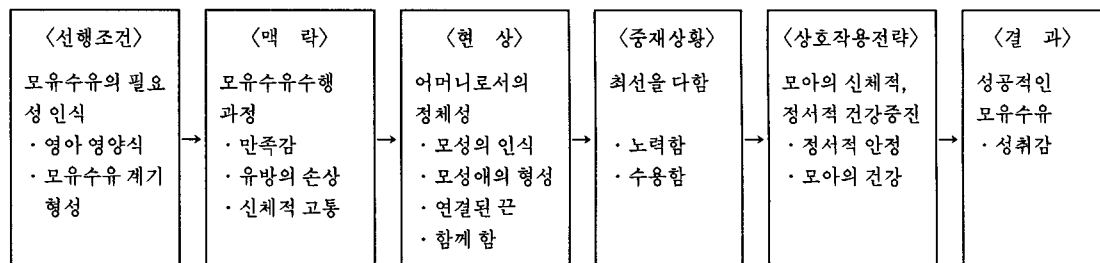 〈선행조건〉
모유수유의 필요
성 인식
· 영아 영양식
· 모유수유 계기
형성
→
〈맥 락〉
모유수유수행
과정
· 만족감
· 유방의 손상
· 신체적 고통
→
〈현 상〉
어머니로서의
정체성
· 모성의 인식
· 모성애의 형성
· 연결된 끈
· 함께 함
→
〈중재상황〉
최선을 다함
· 노력함
· 수용함
→
〈상호작용전략〉
모아의 신체적,
정서적 건강증진
· 정서적 안정
· 모아의 건강
→
〈결 과〉
성공적인
모유수유
· 성취감